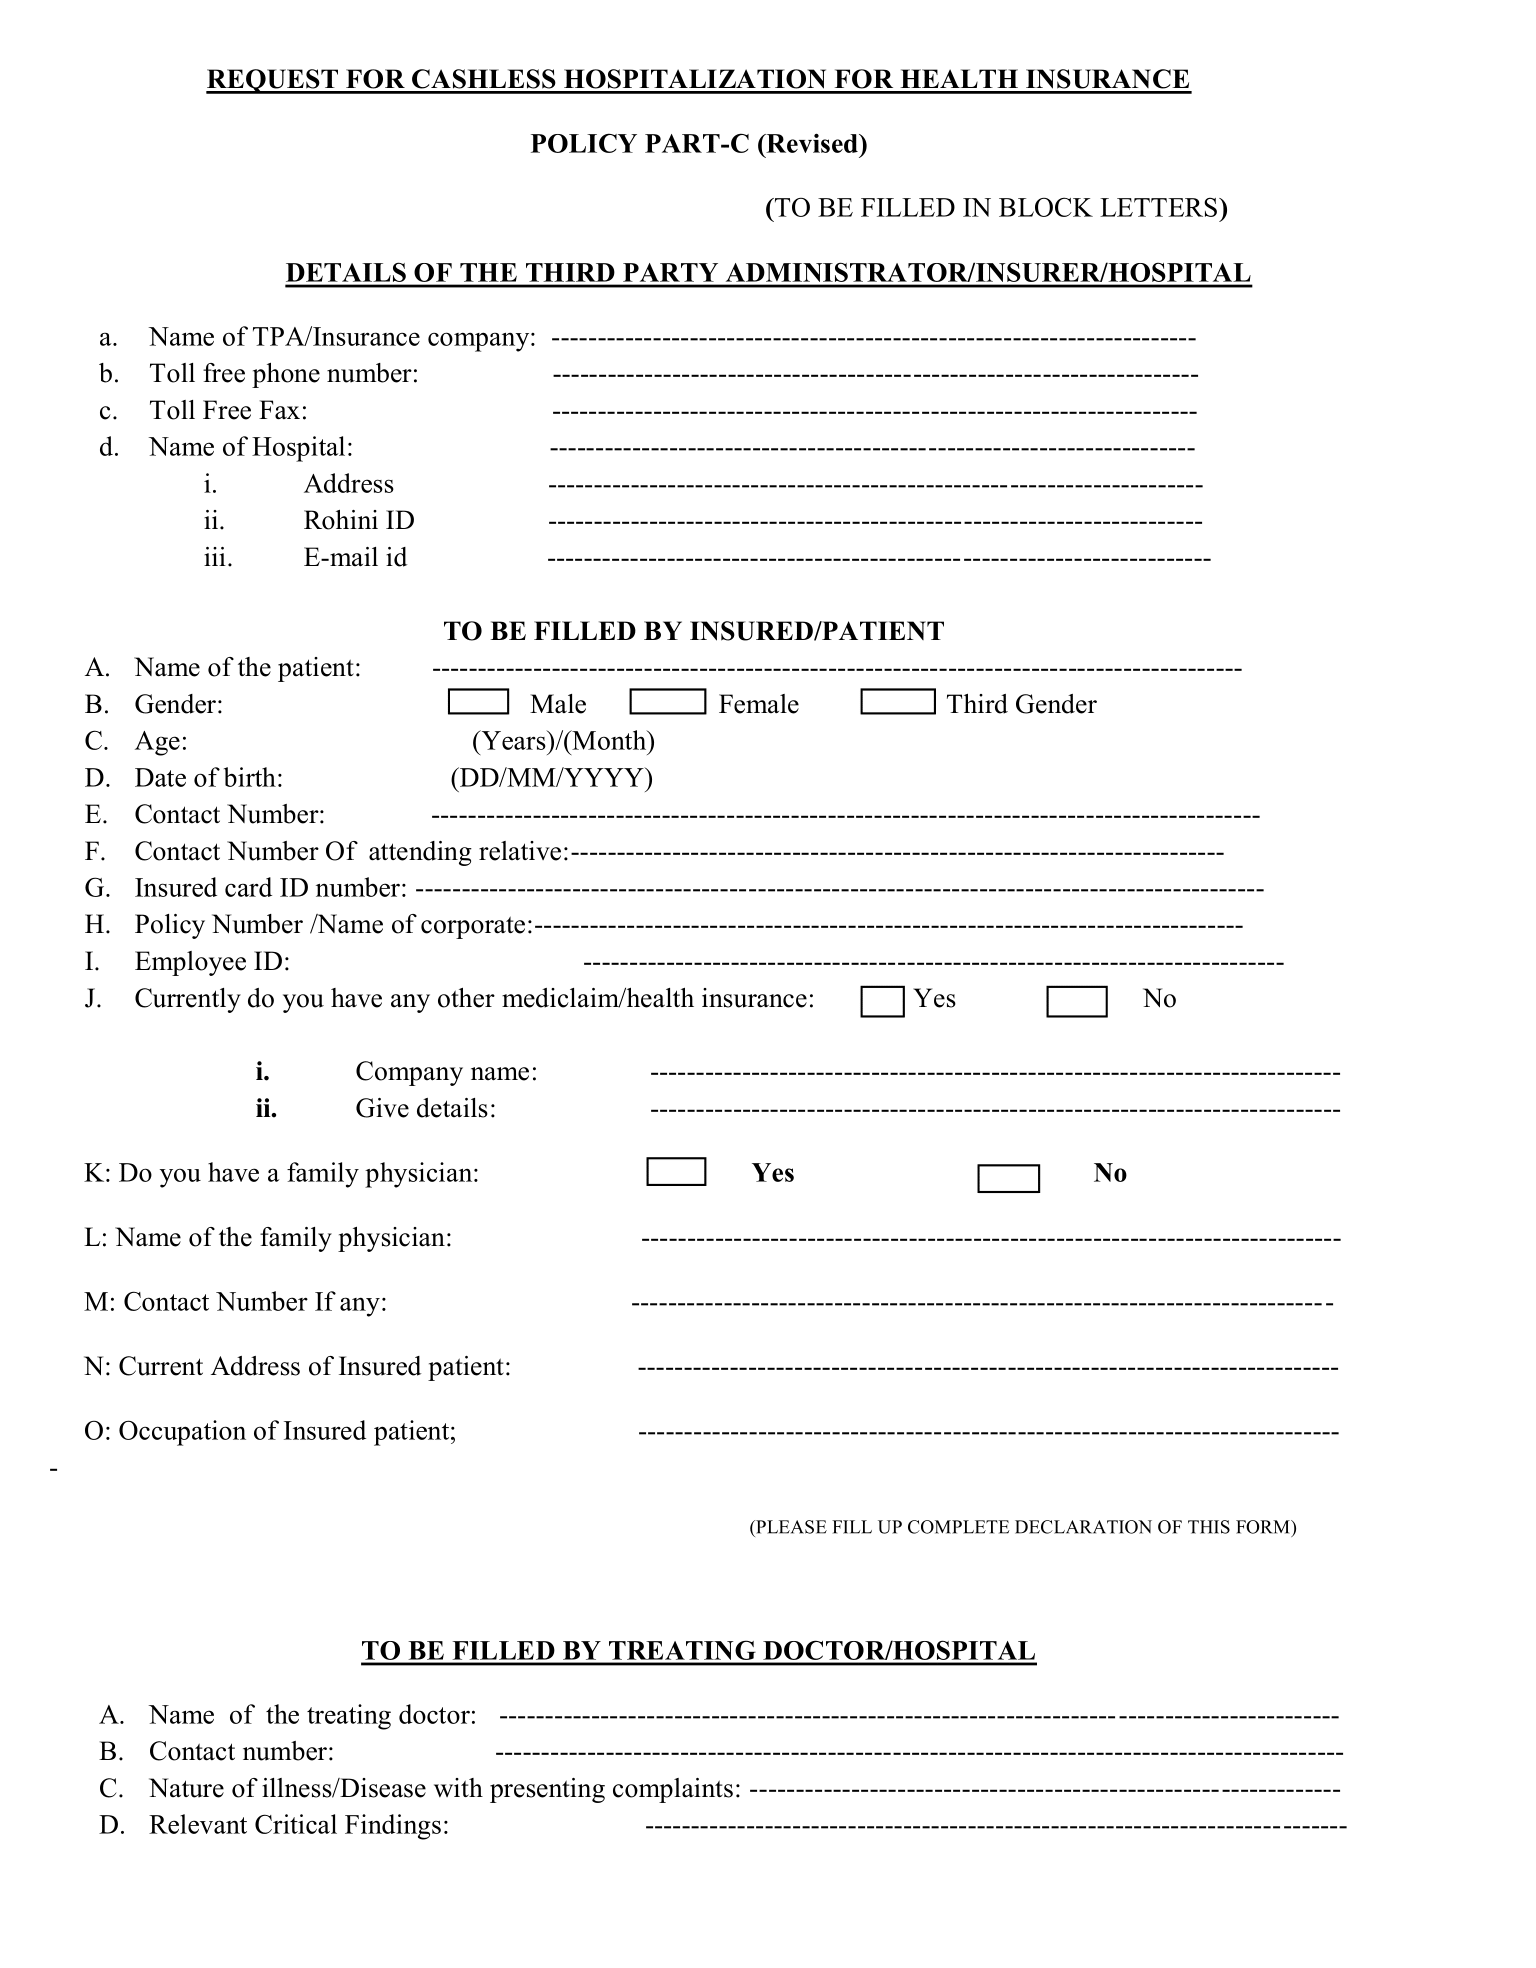 REQUEST FOR CASHLESS HOSPITALIZATION FOR HEALTH INSURANCE
POLICY PART-C (Revised)
(TO BE FILLED IN BLOCK LETTERS)
DETAILS OF THE THIRD PARTY ADMINISTRATOR/INSURER/HOSPITAL
a. Name of TPA/Insurance company: ----------------------------------------------------------------------
b. Toll free phone number: ----------------------------------------------------------------------
c. Toll Free Fax: ----------------------------------------------------------------------
d. Name of Hospital: ----------------------------------------------------------------------
i. Address -----------------------------------------------------------------------
ii. Rohini ID -----------------------------------------------------------------------
iii. E-mail id ------------------------------------------------------------------------
TO BE FILLED BY INSURED/PATIENT
A. Name of the patient: ----------------------------------------------------------------------------------------
B. Gender: Male Female Third Gender
C. Age: (Years)/(Month)
D. Date of birth: (DD/MM/YYYY)
E. Contact Number: ------------------------------------------------------------------------------------------
F. Contact Number Of attending relative:-----------------------------------------------------------------------
G. Insured card ID number: --------------------------------------------------------------------------------------------
H. Policy Number /Name of corporate:-----------------------------------------------------------------------------
I. Employee ID: ----------------------------------------------------------------------------
J. Currently do you have any other mediclaim/health insurance: Yes No
i. Company name: ---------------------------------------------------------------------------
ii. Give details: ---------------------------------------------------------------------------
K: Do you have a family physician: Yes No
L: Name of the family physician: ----------------------------------------------------------------------------
M: Contact Number If any: ----------------------------------------------------------------------------
N: Current Address of Insured patient: ----------------------------------------------------------------------------
O: Occupation of Insured patient; ----------------------------------------------------------------------------
-
(PLEASE FILL UP COMPLETE DECLARATION OF THIS FORM)
TO BE FILLED BY TREATING DOCTOR/HOSPITAL
A. Name of the treating doctor: -------------------------------------------------------------------------------------------
B. Contact number: --------------------------------------------------------------------------------------------
C. Nature of illness/Disease with presenting complaints: ----------------------------------------------------------------
D. Relevant Critical Findings: ----------------------------------------------------------------------------